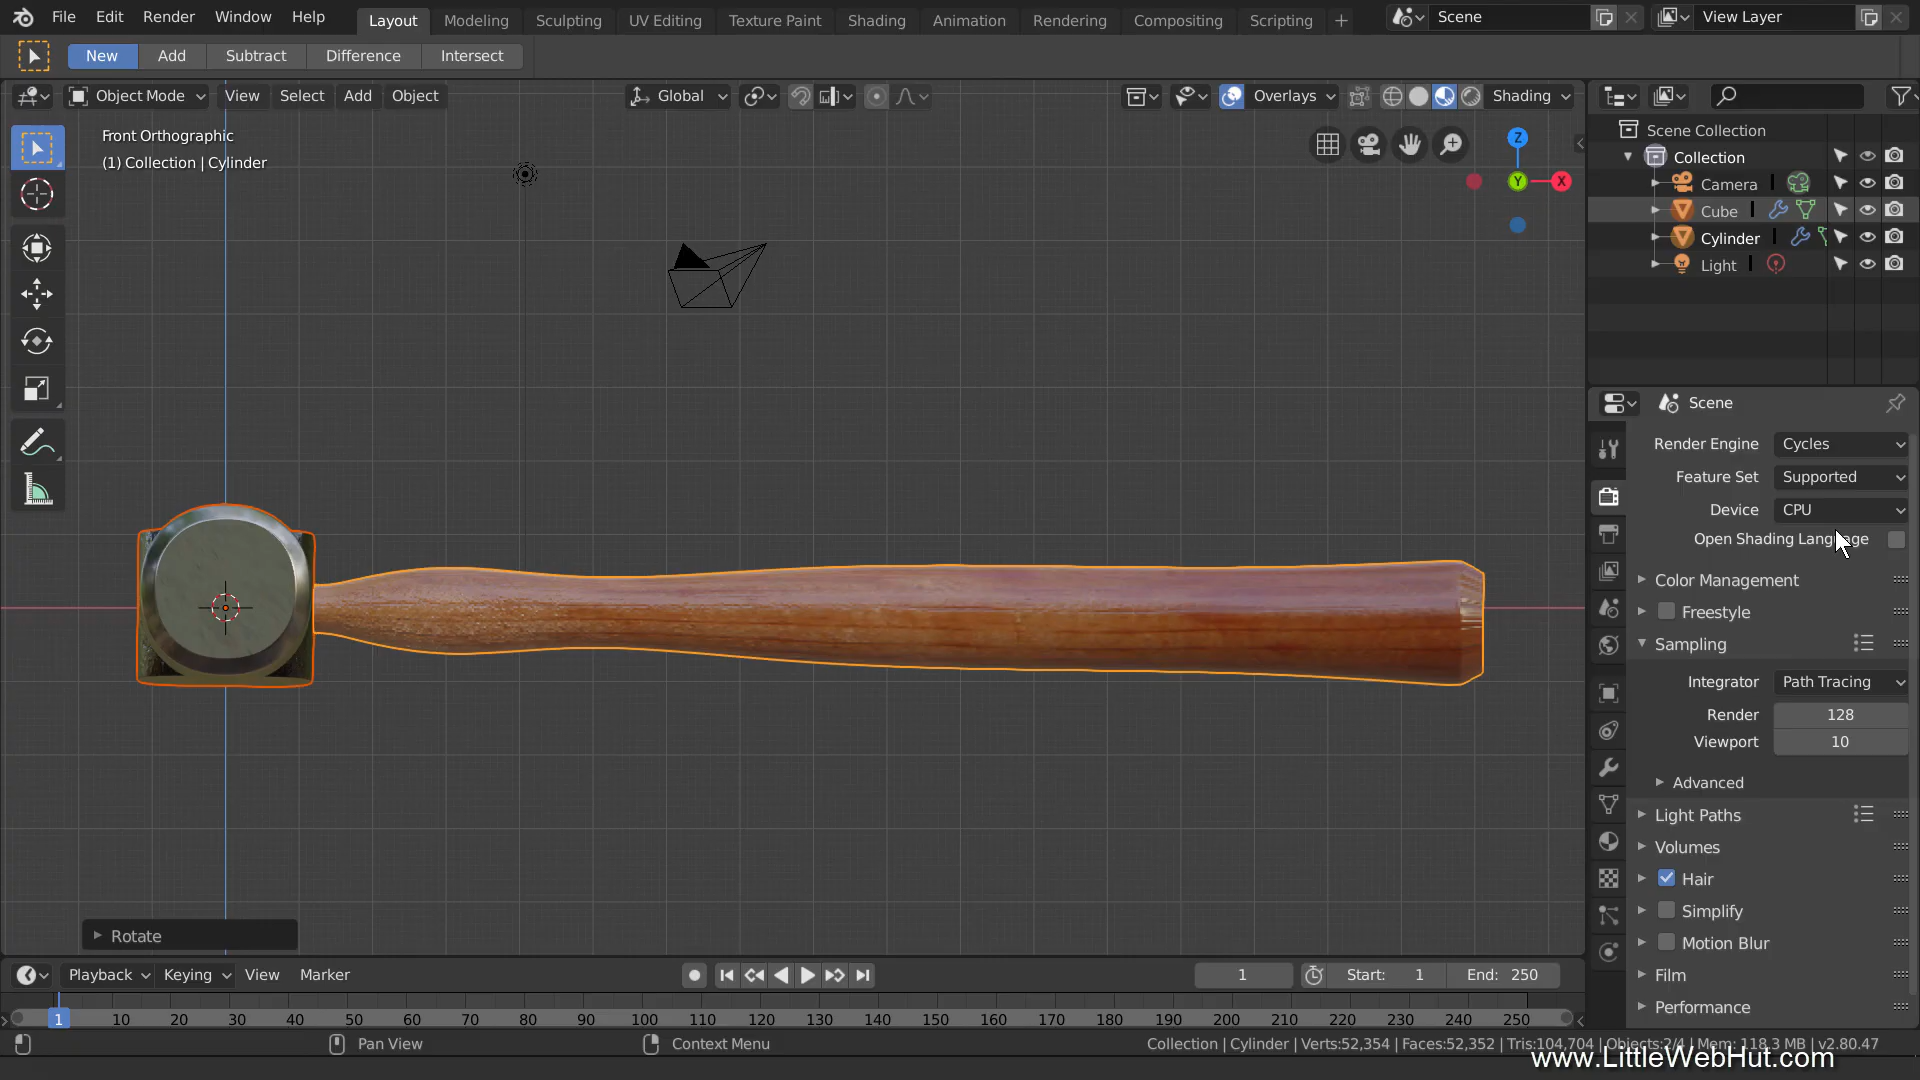 File Edit Render Window Help Layout Modeling Sculpting UV Editing Texture Paint Shading Animation Rendering Compositing Scripting + Scene View Layer
New Add Subtract Difference Intersect
Object Mode View Select Add Object Global Overlays Shading
Front Orthographic
(1) Collection | Cylinder
Z
Y
X
Scene Collection
Collection
Camera
Cube
Cylinder
Light
Scene
Render Engine Cycles
Feature Set Supported
Device CPU
Open Shading Language
Color Management
Freestyle
Sampling
Integrator Path Tracing
Render 128
Viewport 10
Advanced
Light Paths
Volumes
Hair
Simplify
Motion Blur
Film
Performance
Rotate
Playback Keying View Marker 1 Start: 1 End: 250
1 10 20 30 40 50 60 70 80 90 100 110 120 130 140 150 160 170 180 190 200 210 220 230 240 250
Pan View Context Menu Collection | Cylinder | Verts:52,354 | Faces:52,352 | Tris:104,704 | Objects:2/4 | Mem: 118.3 MB | v2.80.47
www.LittleWebHut.com